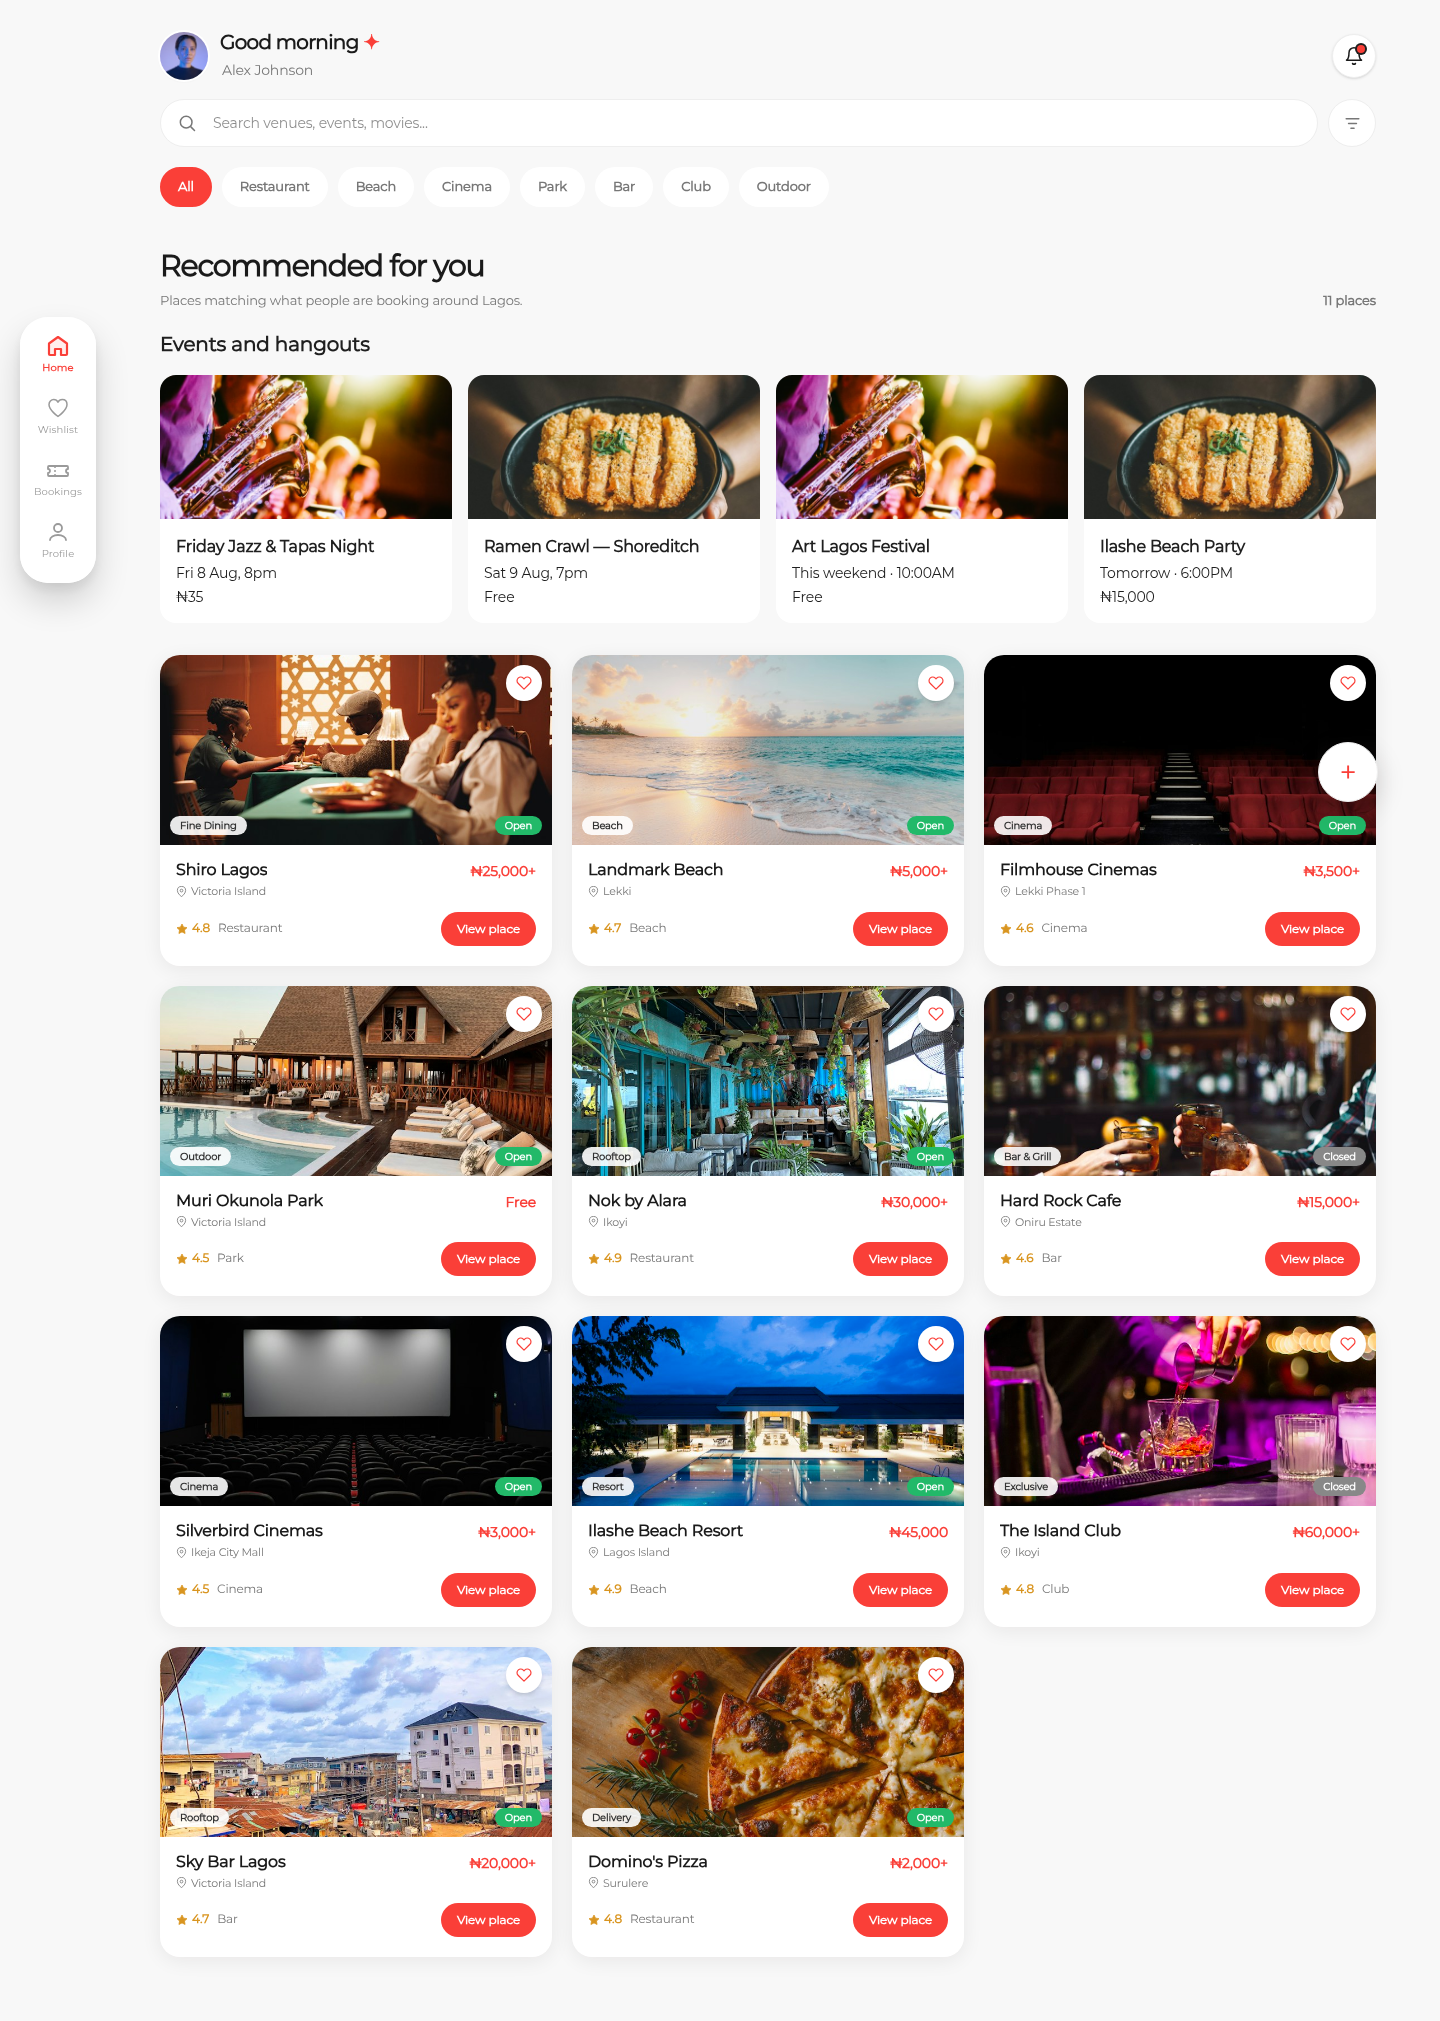 Good morning
Alex Johnson
Search venues, events, movies...
All
Restaurant
Beach
Cinema
Park
Bar
Club
Outdoor
Recommended for you
Places matching what people are booking around Lagos.
11 places
Home
Wishlist
Bookings
Profile
Events and hangouts
Friday Jazz & Tapas Night
Fri 8 Aug, 8pm
₦35
Ramen Crawl — Shoreditch
Sat 9 Aug, 7pm
Free
Art Lagos Festival
This weekend · 10:00AM
Free
Ilashe Beach Party
Tomorrow · 6:00PM
₦15,000
Fine Dining
Open
Shiro Lagos
₦25,000+
Victoria Island
4.8 Restaurant
View place
Beach
Open
Landmark Beach
₦5,000+
Lekki
4.7 Beach
View place
Cinema
Open
Filmhouse Cinemas
₦3,500+
Lekki Phase 1
4.6 Cinema
View place
Outdoor
Open
Muri Okunola Park
Free
Victoria Island
4.5 Park
View place
Rooftop
Open
Nok by Alara
₦30,000+
Ikoyi
4.9 Restaurant
View place
Bar & Grill
Closed
Hard Rock Cafe
₦15,000+
Oniru Estate
4.6 Bar
View place
Cinema
Open
Silverbird Cinemas
₦3,000+
Ikeja City Mall
4.5 Cinema
View place
Resort
Open
Ilashe Beach Resort
₦45,000
Lagos Island
4.9 Beach
View place
Exclusive
Closed
The Island Club
₦60,000+
Ikoyi
4.8 Club
View place
Rooftop
Open
Sky Bar Lagos
₦20,000+
Victoria Island
4.7 Bar
View place
Delivery
Open
Domino's Pizza
₦2,000+
Surulere
4.8 Restaurant
View place